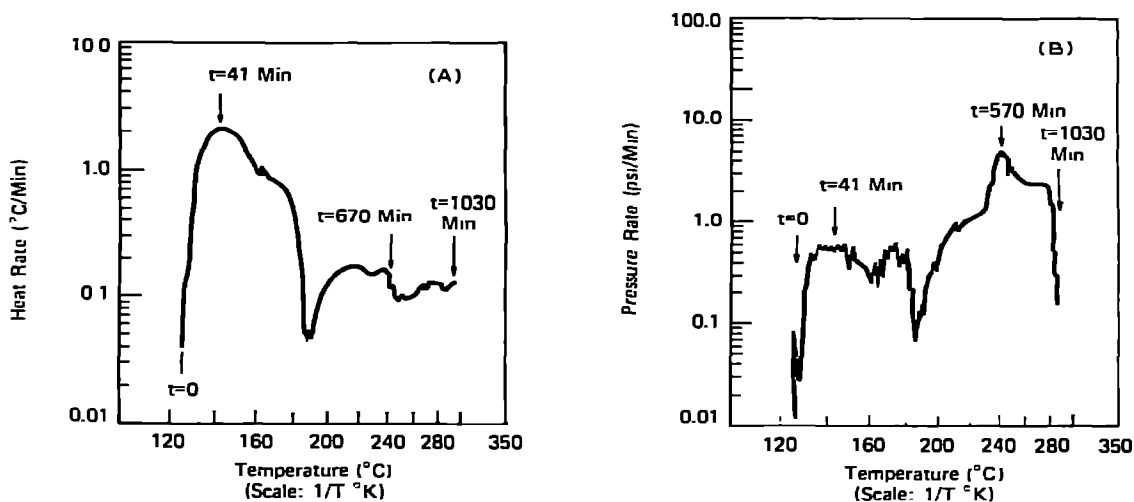 (A)
10.0
1.0
0.1
0.01
Heat Rate (°C/Min)
t=41 Min
t=670 Min
t=1030
Min
t=0
120 160 200 240 280 350
Temperature (°C)
(Scale: 1/T °K)
(B)
100.0
10.0
1.0
0.1
0.01
Pressure Rate (psi/Min)
t=570 Min
t=1030
Min
t=41 Min
t=0
120 160 200 240 280 350
Temperature (°C)
(Scale: 1/T °K)